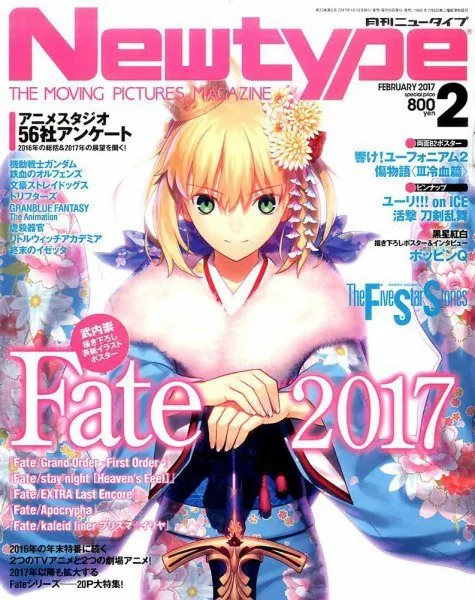 月刊ニュータイプ
Newtype
THE MOVING PICTURES MAGAZINE
FEBRUARY 2017
special price
800
yen
2
アニメスタジオ
56社アンケート
2016年の総括&2017年の展望を聞く!
機動戦士ガンダム
鉄血のオルフェンズ
文豪ストレイドッグス
ドリフターズ
GRANBLUE FANTASY
The Animation
虐殺器官
リトルウィッチアカデミア
終末のイゼッタ
両面B2ポスター
響け!ユーフォニアム2
傷物語〈Ⅲ冷血篇〉
ピンナップ
ユーリ!!! on ICE
活撃 刀剣乱舞
黒星紅白
描き下ろしポスター&インタビュー
ポッピンQ
The Five Star Stories
武内崇
描き下ろし
表紙イラスト
ポスター
Fate 2017
『Fate/Grand Order -First Order-』
『Fate/stay night [Heaven's Feel]』
『Fate/EXTRA Last Encore』
『Fate/Apocrypha』
『Fate/kaleid liner プリズマ☆イリヤ』
2016年の年末特番に続く
2つのTVアニメと2つの劇場アニメ!
2017年以降も拡大する
Fateシリーズ——20P大特集!